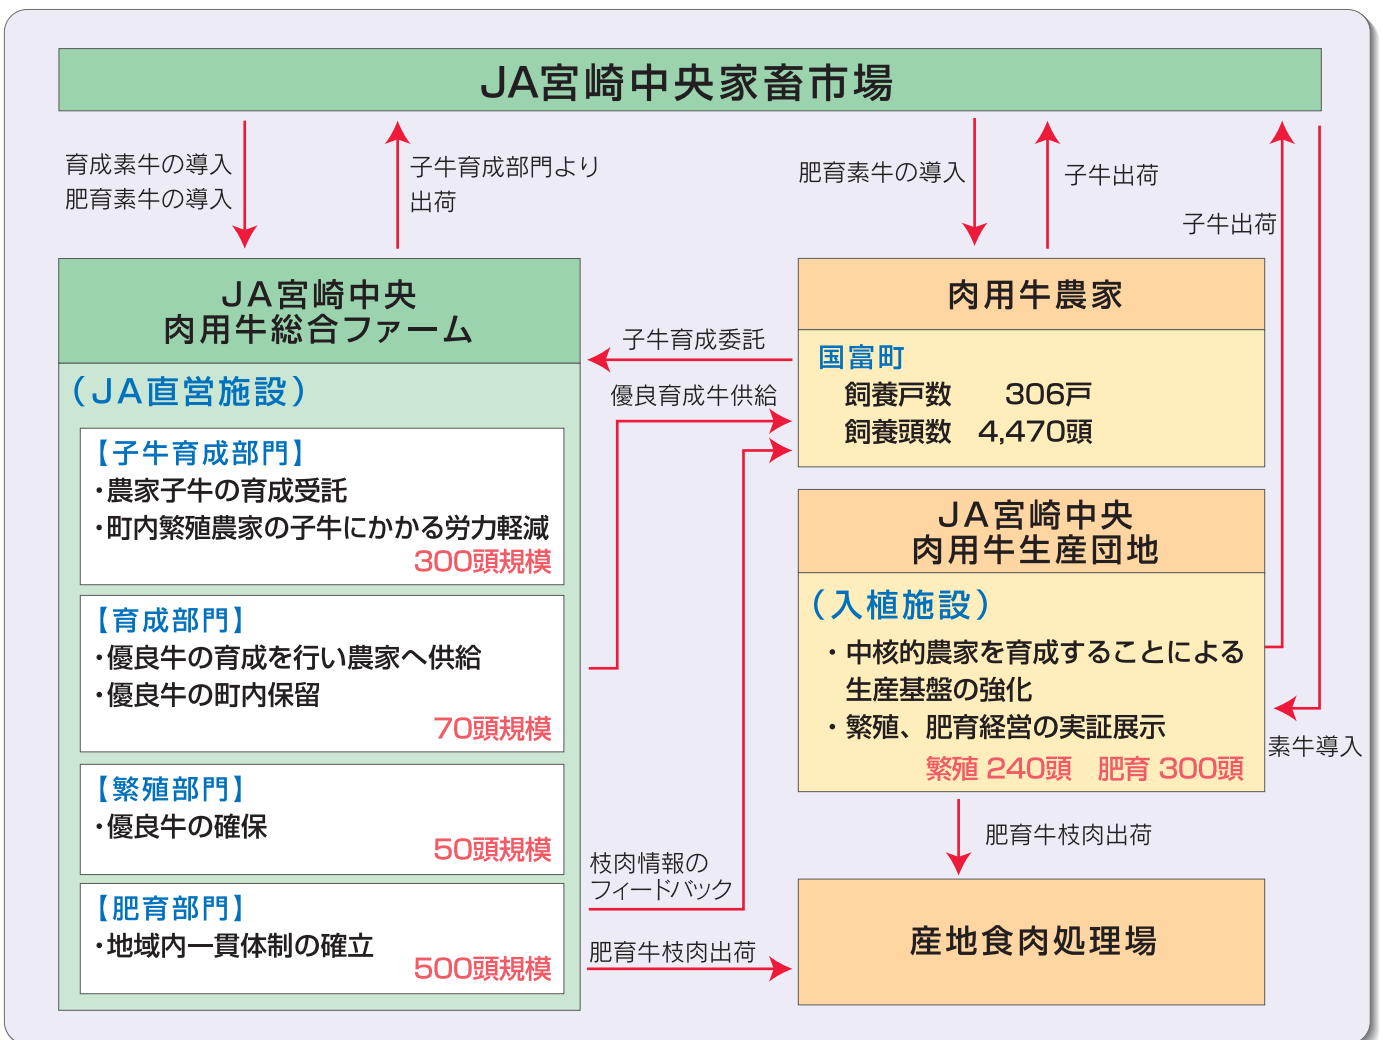 JA宮崎中央家畜市場
育成素牛の導入
肥育素牛の導入
子牛育成部門より
出荷
肥育素牛の導入
子牛出荷
子牛出荷
JA宮崎中央
肉用牛総合ファーム
（JA直営施設）
【子牛育成部門】
・農家子牛の育成受託
・町内繁殖農家の子牛にかかる労力軽減
300頭規模
【育成部門】
・優良牛の育成を行い農家へ供給
・優良牛の町内保留
70頭規模
【繁殖部門】
・優良牛の確保
50頭規模
【肥育部門】
・地域内一貫体制の確立
500頭規模
子牛育成委託
優良育成牛供給
枝肉情報の
フィードバック
肥育牛枝肉出荷
肉用牛農家
国富町
飼養戸数 306戸
飼養頭数 4,470頭
JA宮崎中央
肉用牛生産団地
（入植施設）
・中核的農家を育成することによる
生産基盤の強化
・繁殖、肥育経営の実証展示
繁殖 240頭 肥育 300頭
素牛導入
肥育牛枝肉出荷
産地食肉処理場